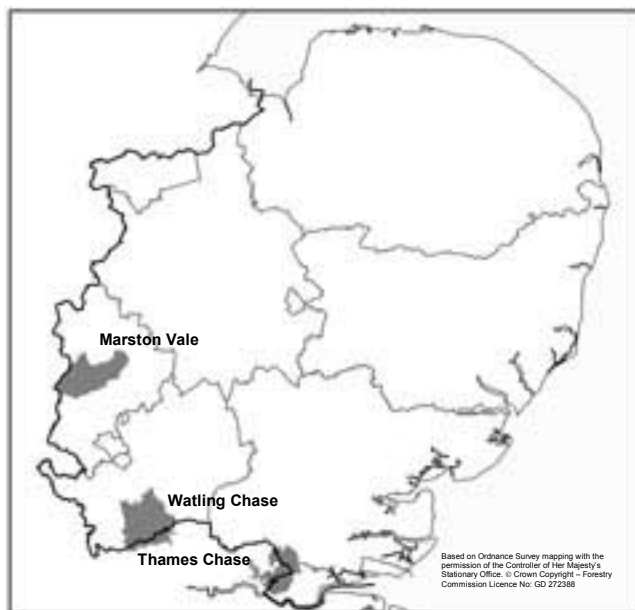 Marston Vale
Watling Chase
Thames Chase
Based on Ordnance Survey mapping with the
permission of the Controller of Her Majesty's
Stationary Office. © Crown Copyright – Forestry
Commission Licence No: GD 272388